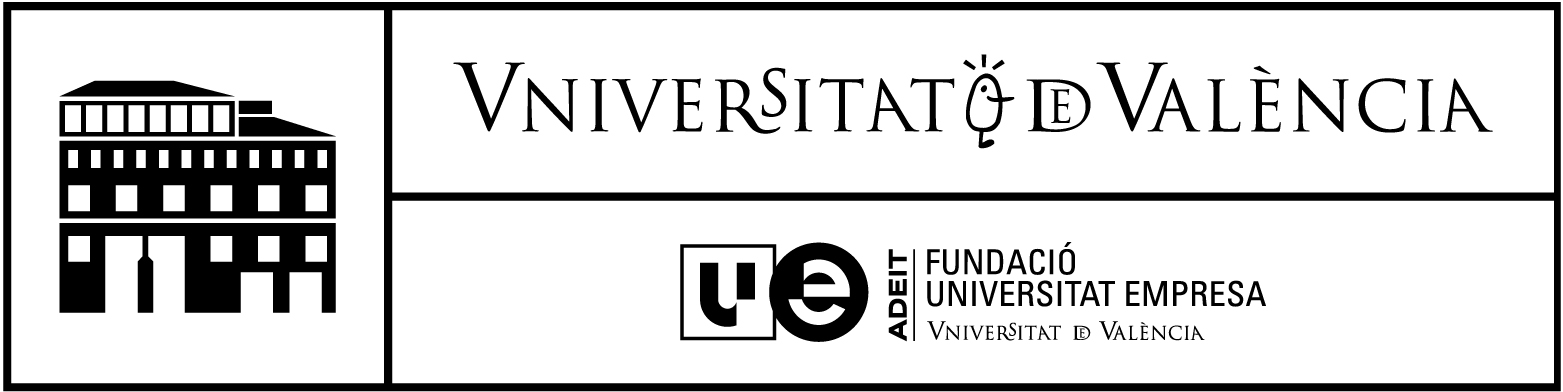 VNIVERSITAT DE VALÈNCIA
ue
ADEIT
FUNDACIÓ
UNIVERSITAT EMPRESA
VNIVERSITAT DE VALÈNCIA